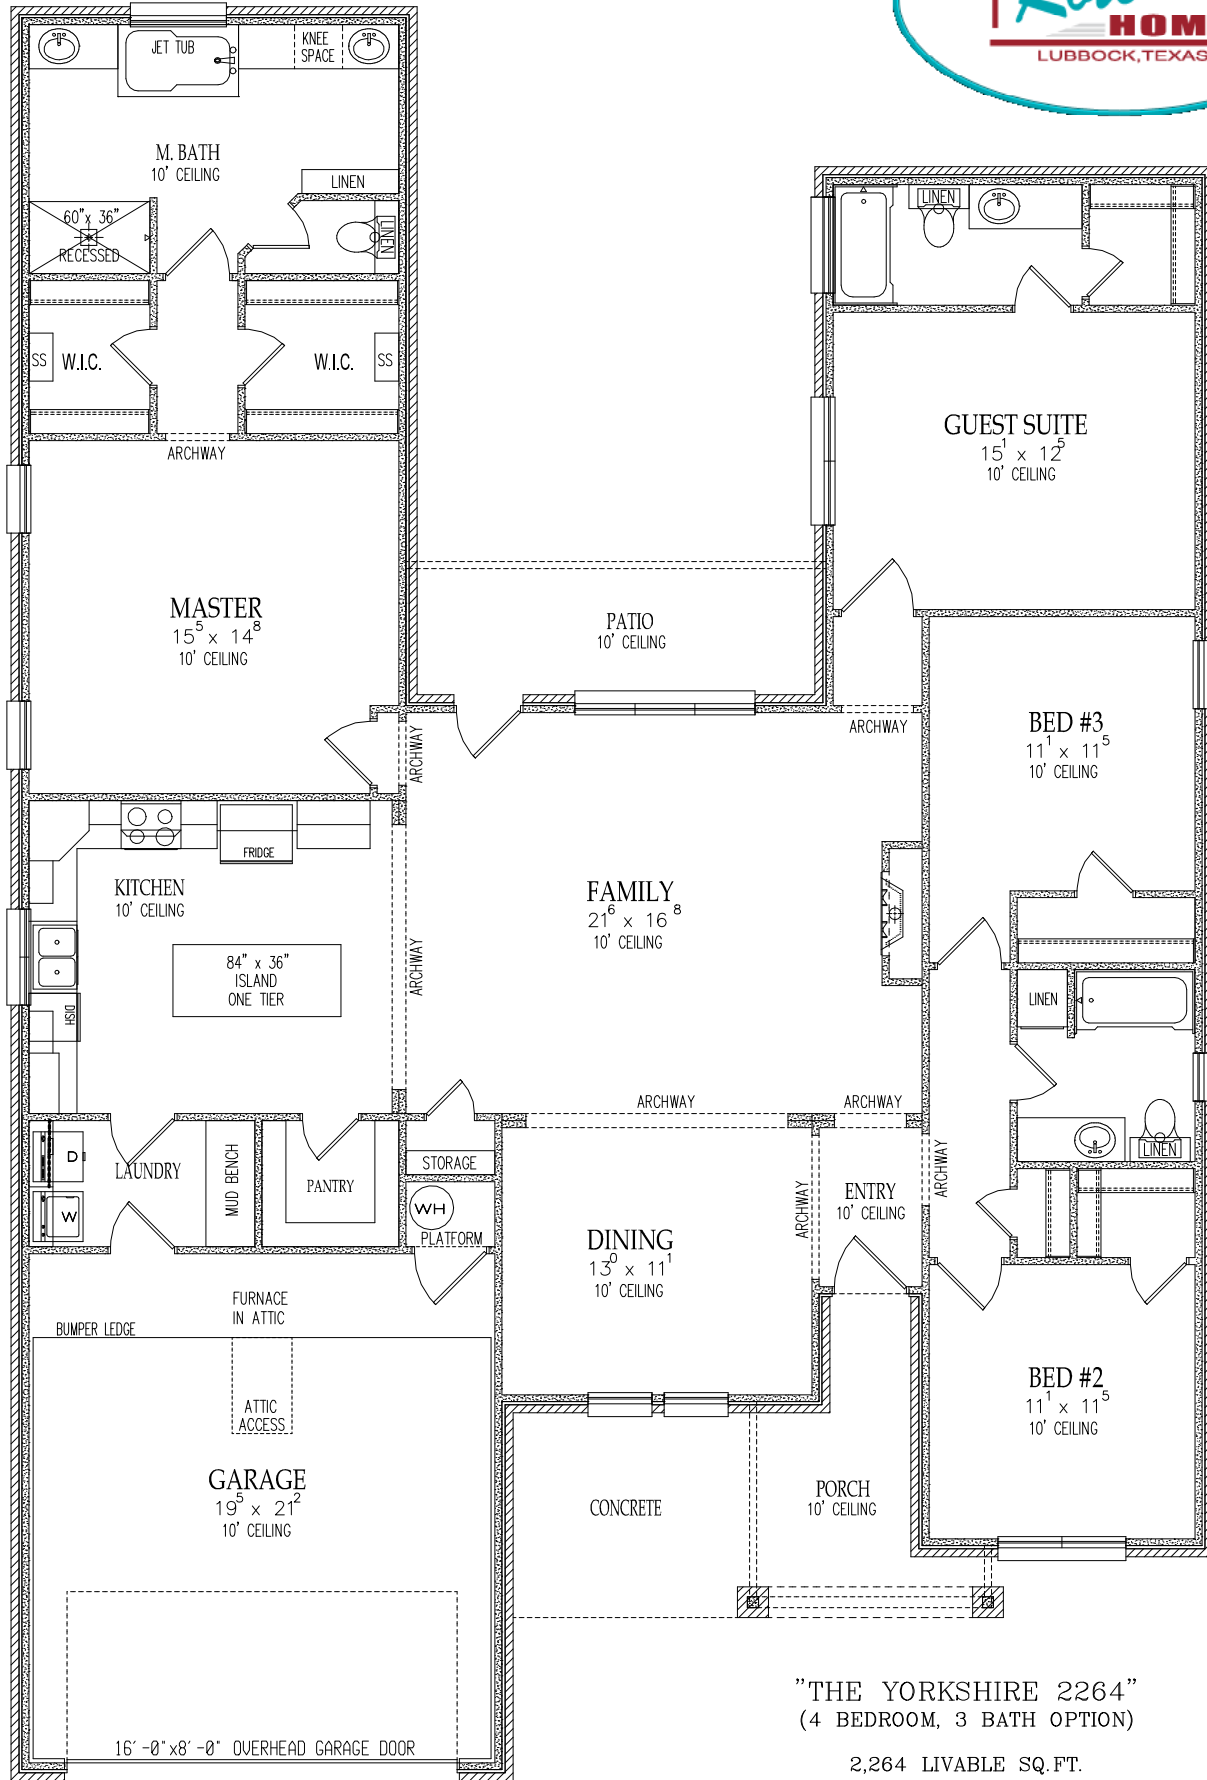 HOM
LUBBOCK, TEXAS
JET TUB
KNEE
SPACE
M. BATH
10' CEILING
LINEN
60"x 36"
RECESSED
LINEN
LINEN
SS
W.I.C.
W.I.C.
SS
ARCHWAY
GUEST SUITE
15¹ x 12⁵
10' CEILING
MASTER
15⁵ x 14⁸
10' CEILING
PATIO
10' CEILING
ARCHWAY
ARCHWAY
BED #3
11¹ x 11⁵
10' CEILING
FRIDGE
KITCHEN
10' CEILING
FAMILY
21⁶ x 16⁸
10' CEILING
84" x 36"
ISLAND
ONE TIER
ARCHWAY
DISH
LINEN
ARCHWAY
ARCHWAY
D
LAUNDRY
MUD BENCH
PANTRY
STORAGE
W
WH
PLATFORM
ARCHWAY
ENTRY
10' CEILING
ARCHWAY
LINEN
DINING
13⁰ x 11¹
10' CEILING
FURNACE
IN ATTIC
BUMPER LEDGE
ATTIC
ACCESS
BED #2
11¹ x 11⁵
10' CEILING
GARAGE
19⁵ x 21²
10' CEILING
CONCRETE
PORCH
10' CEILING
16'-0"x8'-0" OVERHEAD GARAGE DOOR
"THE YORKSHIRE 2264"
(4 BEDROOM, 3 BATH OPTION)
2,264 LIVABLE SQ.FT.